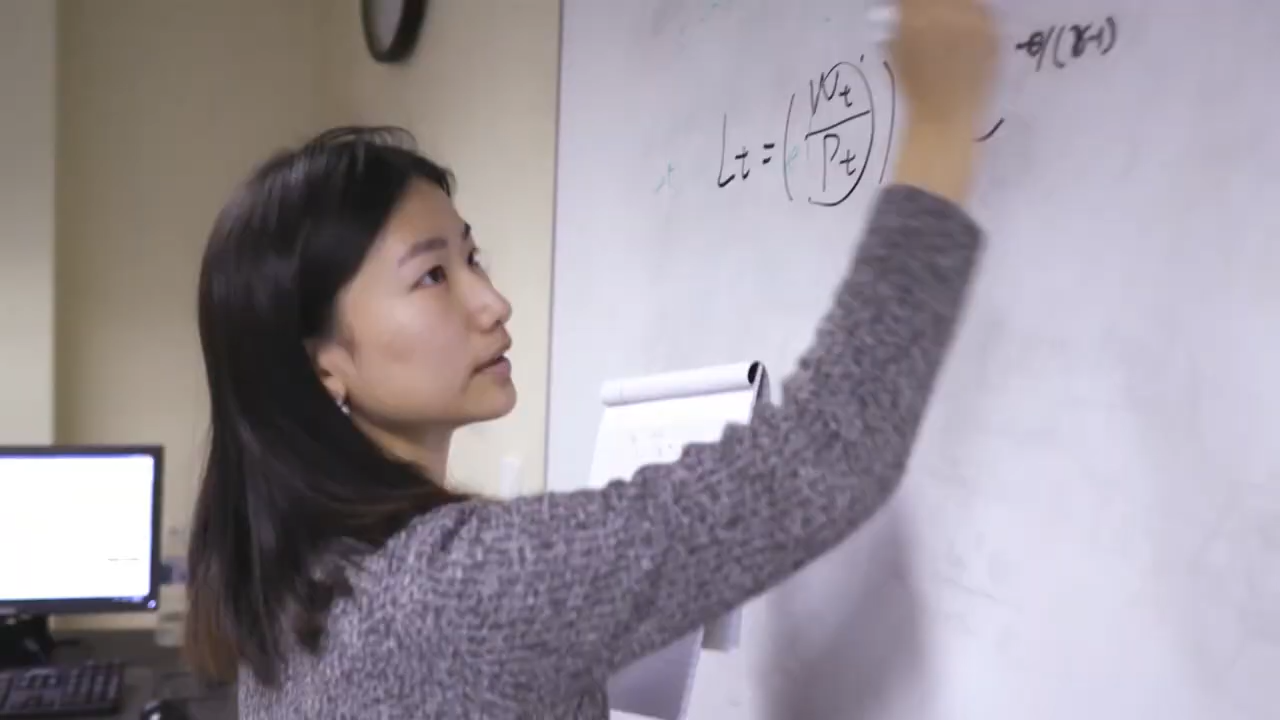 Lt = (Wt/Pt)
-θ/(γ-1)